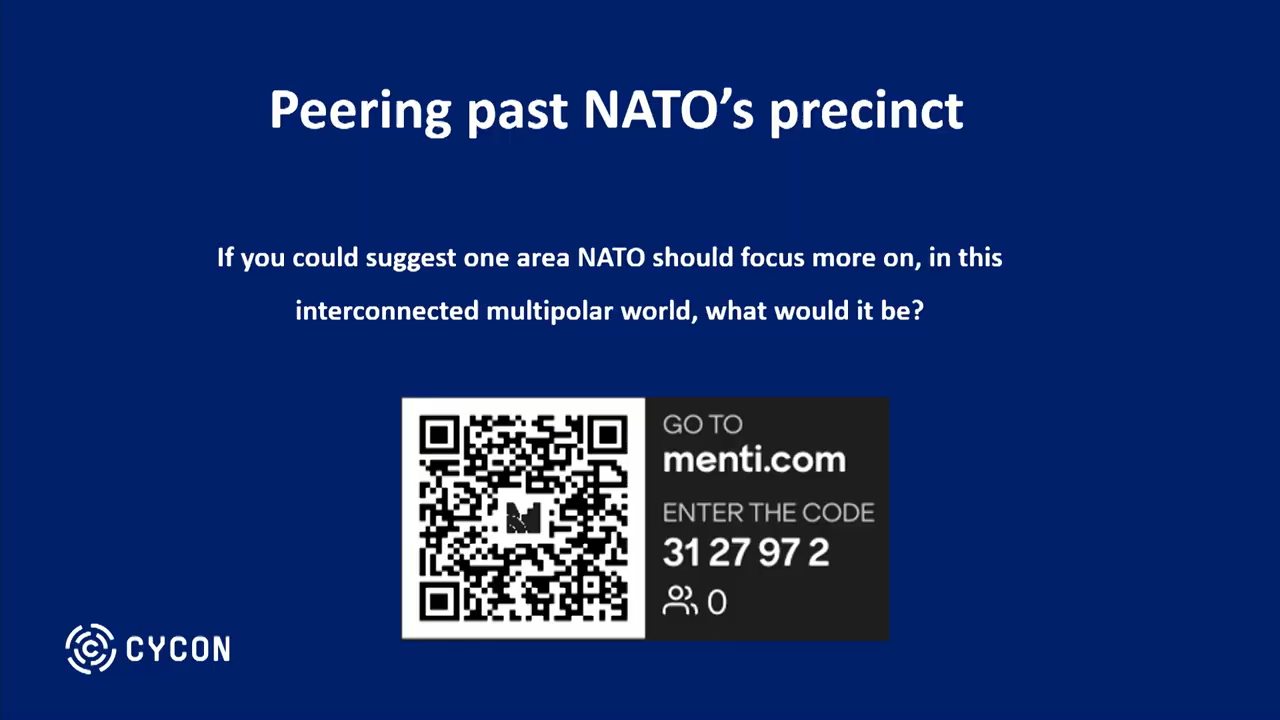 Peering past NATO’s precinct
If you could suggest one area NATO should focus more on, in this
interconnected multipolar world, what would it be?
GO TO
menti.com
ENTER THE CODE
31 27 97 2
0
CYCON